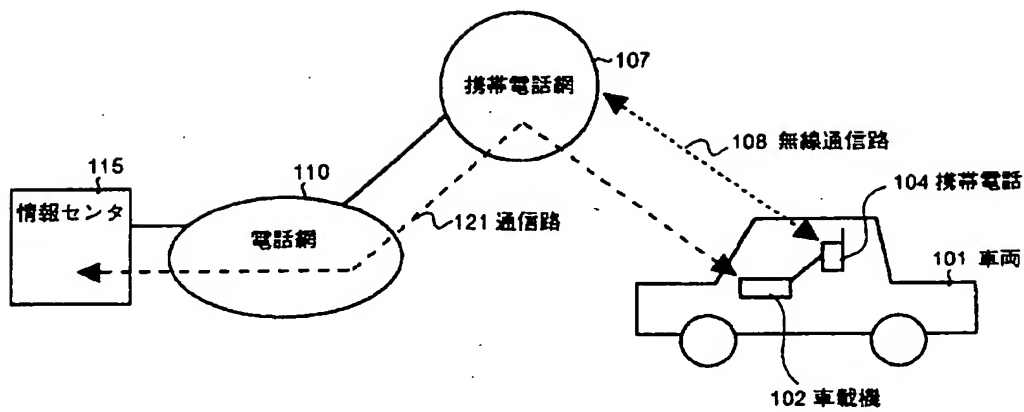 107
携帯電話網
108 無線通信路
115
情報センタ
110
電話網
121 通信路
104 携帯電話
101 車両
102 車載機